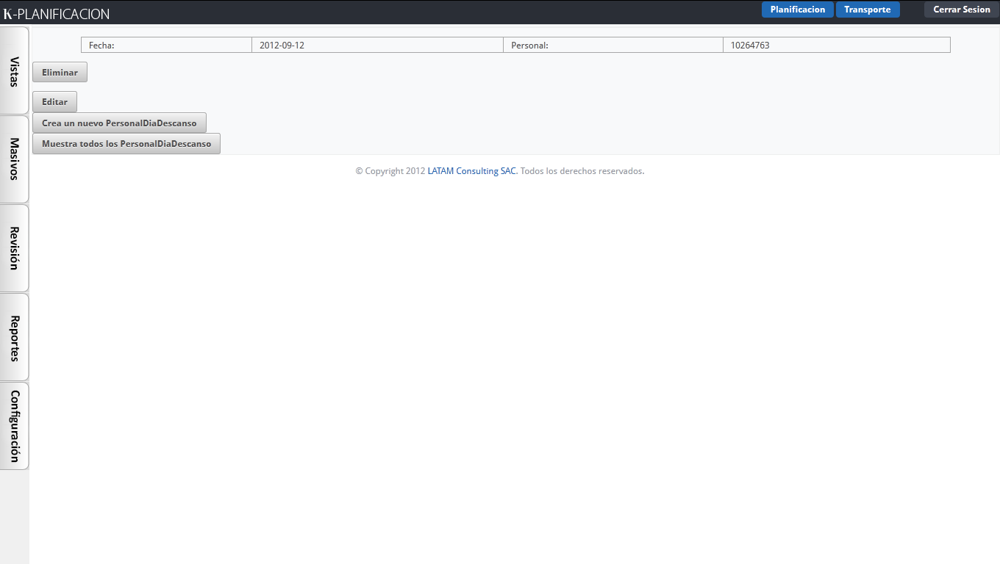 K-PLANIFICACION
Planificacion Transporte Cerrar Sesion
Vistas
Masivos
Revisión
Reportes
Configuración
Fecha: 2012-09-12 Personal: 10264763
Eliminar
Editar
Crea un nuevo PersonalDiaDescanso
Muestra todos los PersonalDiaDescanso
© Copyright 2012 LATAM Consulting SAC. Todos los derechos reservados.